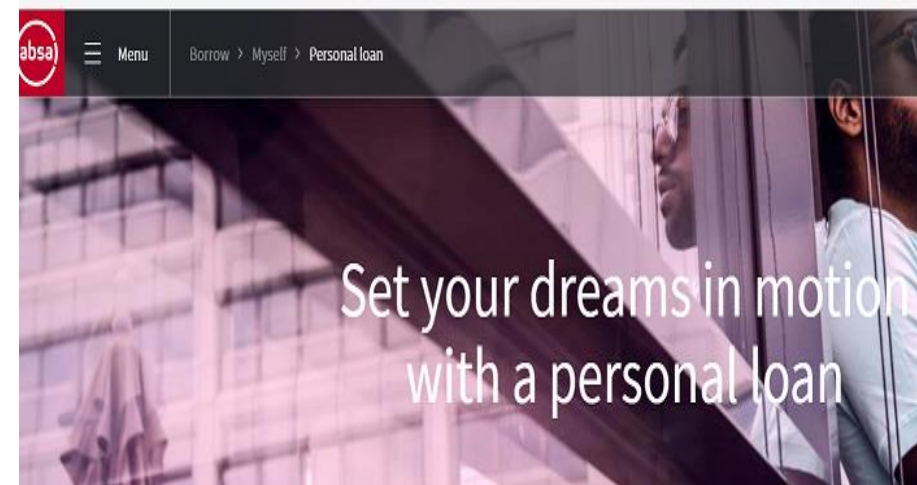 absa
Menu
Borrow > Myself > Personal loan
Set your dreams in motion
with a personal loan